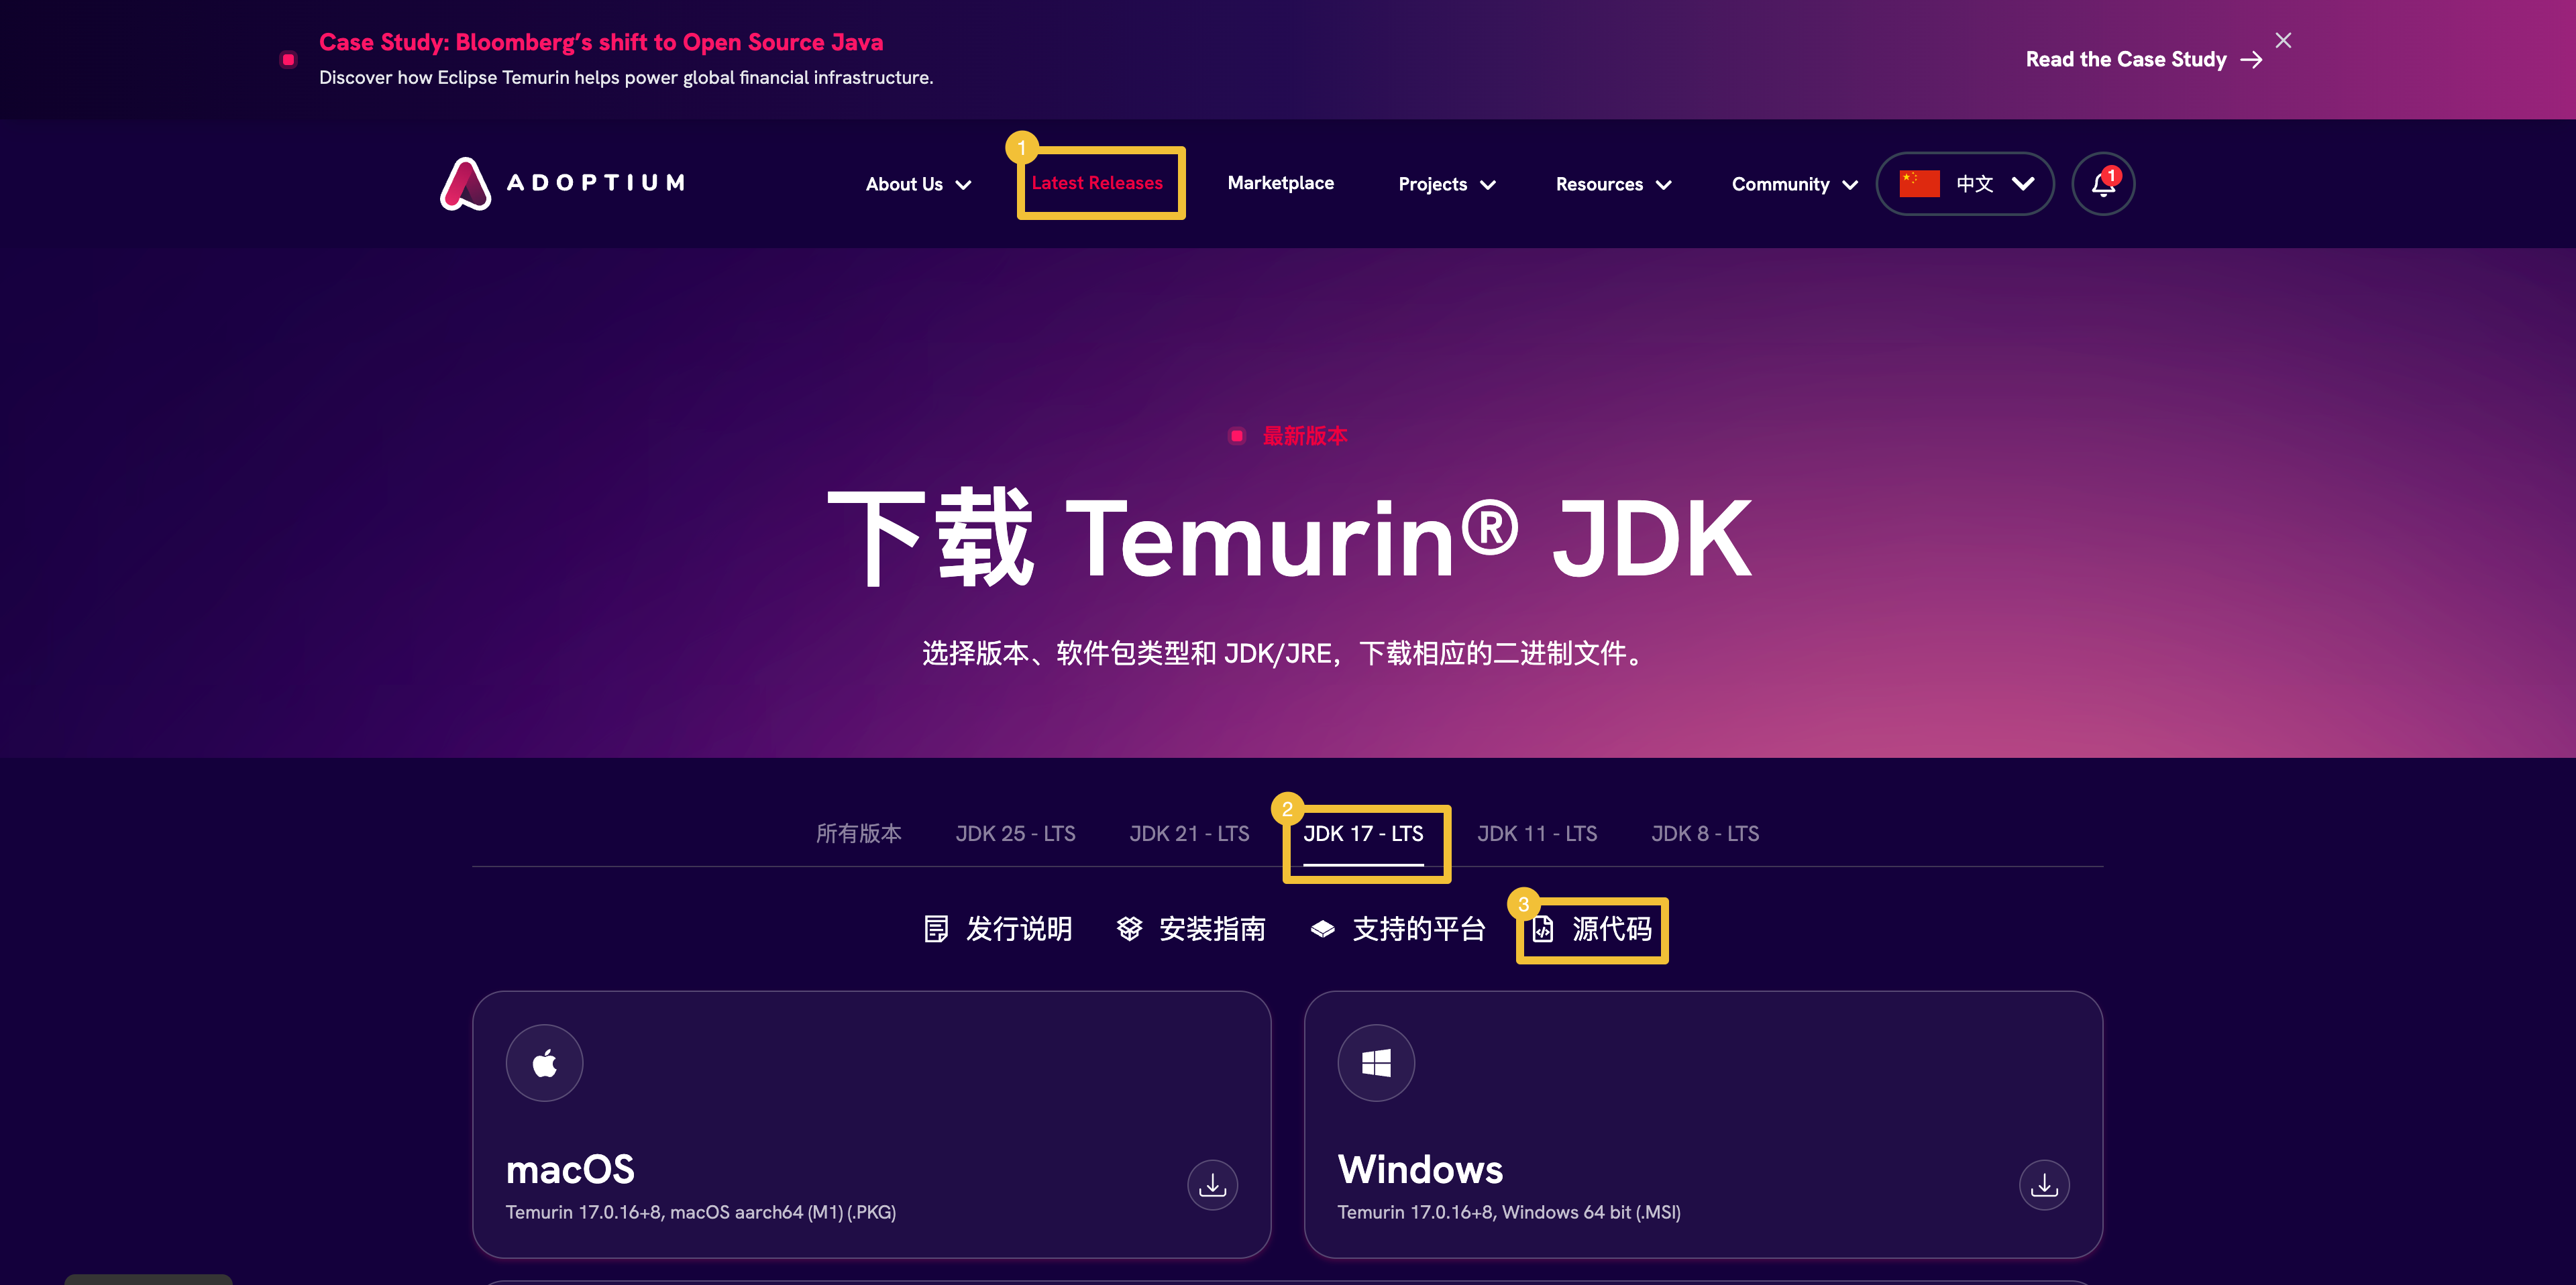 Case Study: Bloomberg’s shift to Open Source Java
Discover how Eclipse Temurin helps power global financial infrastructure.
Read the Case Study
ADOPTIUM
About Us
1
Latest Releases
Marketplace
Projects
Resources
Community
中文
1
最新版本
下载 Temurin® JDK
选择版本、软件包类型和 JDK/JRE，下载相应的二进制文件。
所有版本
JDK 25 - LTS
JDK 21 - LTS
2
JDK 17 - LTS
JDK 11 - LTS
JDK 8 - LTS
发行说明
安装指南
支持的平台
3
源代码
macOS
Temurin 17.0.16+8, macOS aarch64 (M1) (.PKG)
Windows
Temurin 17.0.16+8, Windows 64 bit (.MSI)